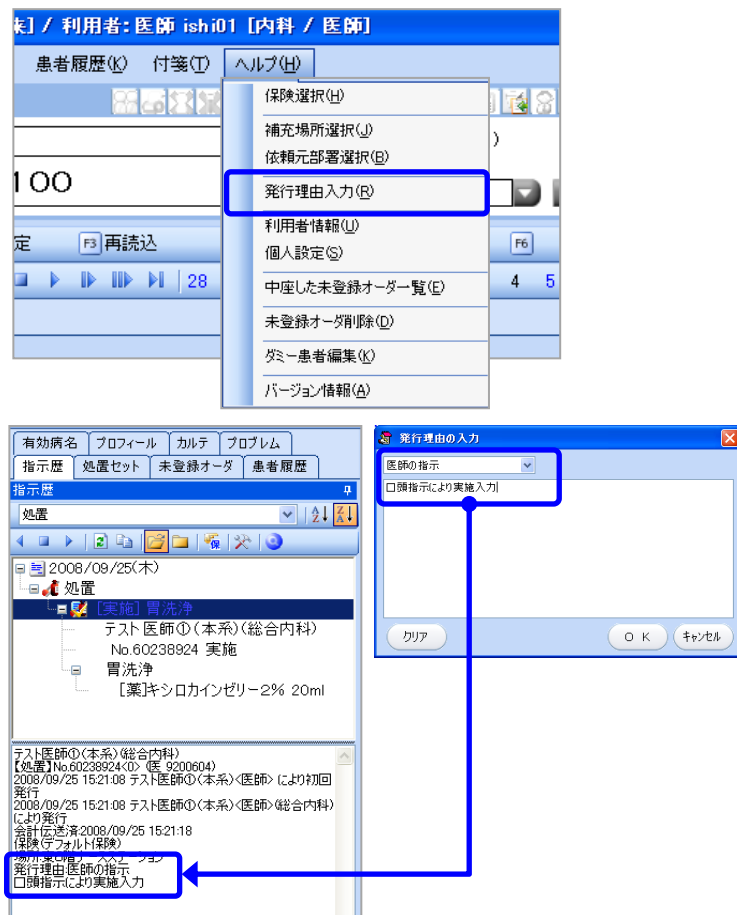 / 利用者: 医師 ishi01 [内科 / 医師]
患者履歴(K) 付箋(T) ヘルプ(H)
保険選択(H)
補充場所選択(J)
依頼元部署選択(B)
100
発行理由入力(R)
利用者情報(U)
定 F3 再読込 F6
個人設定(S)
28 4 5
中座した未登録オーダ一覧(E)
未登録オーダ削除(D)
ダミー患者編集(K)
バージョン情報(A)
有効病名 プロフィール カルテ プロブレム
指示歴 処置セット 未登録オーダ 患者履歴
指示歴
処置
2008/09/25(木)
処置
[実施] 胃洗浄
テスト医師①(本系)(総合内科)
No.60238924 実施
胃洗浄
[薬]キシロカインゼリー2% 20ml
テスト医師①(本系)(総合内科)
【処置】No.60238924<0> (医 9200604)
2008/09/25 15:21:08 テスト医師①(本系)<医師> により初回
発行
2008/09/25 15:21:08 テスト医師①(本系)<医師>(総合内科)
により発行
会計伝送済:2008/09/25 15:21:18
保険(デフォルト保険)
発行理由:医師の指示
口頭指示により実施入力
発行理由の入力
医師の指示
口頭指示により実施入力
クリア OK キャンセル